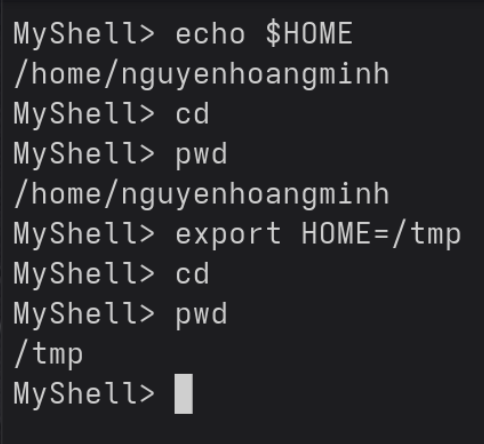 MyShell> echo $HOME
/home/nguyenhoangminh
MyShell> cd
MyShell> pwd
/home/nguyenhoangminh
MyShell> export HOME=/tmp
MyShell> cd
MyShell> pwd
/tmp
MyShell>